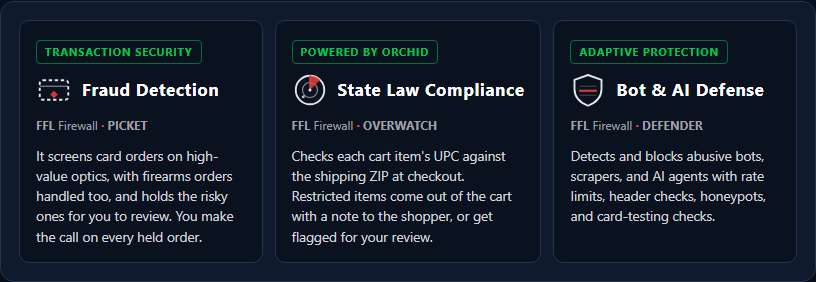 TRANSACTION SECURITY
Fraud Detection
FFL Firewall · PICKET
It screens card orders on high-
value optics, with firearms orders
handled too, and holds the risky
ones for you to review. You make
the call on every held order.
POWERED BY ORCHID
State Law Compliance
FFL Firewall · OVERWATCH
Checks each cart item's UPC against
the shipping ZIP at checkout.
Restricted items come out of the cart
with a note to the shopper, or get
flagged for your review.
ADAPTIVE PROTECTION
Bot & AI Defense
FFL Firewall · DEFENDER
Detects and blocks abusive bots,
scrapers, and AI agents with rate
limits, header checks, honeypots,
and card-testing checks.